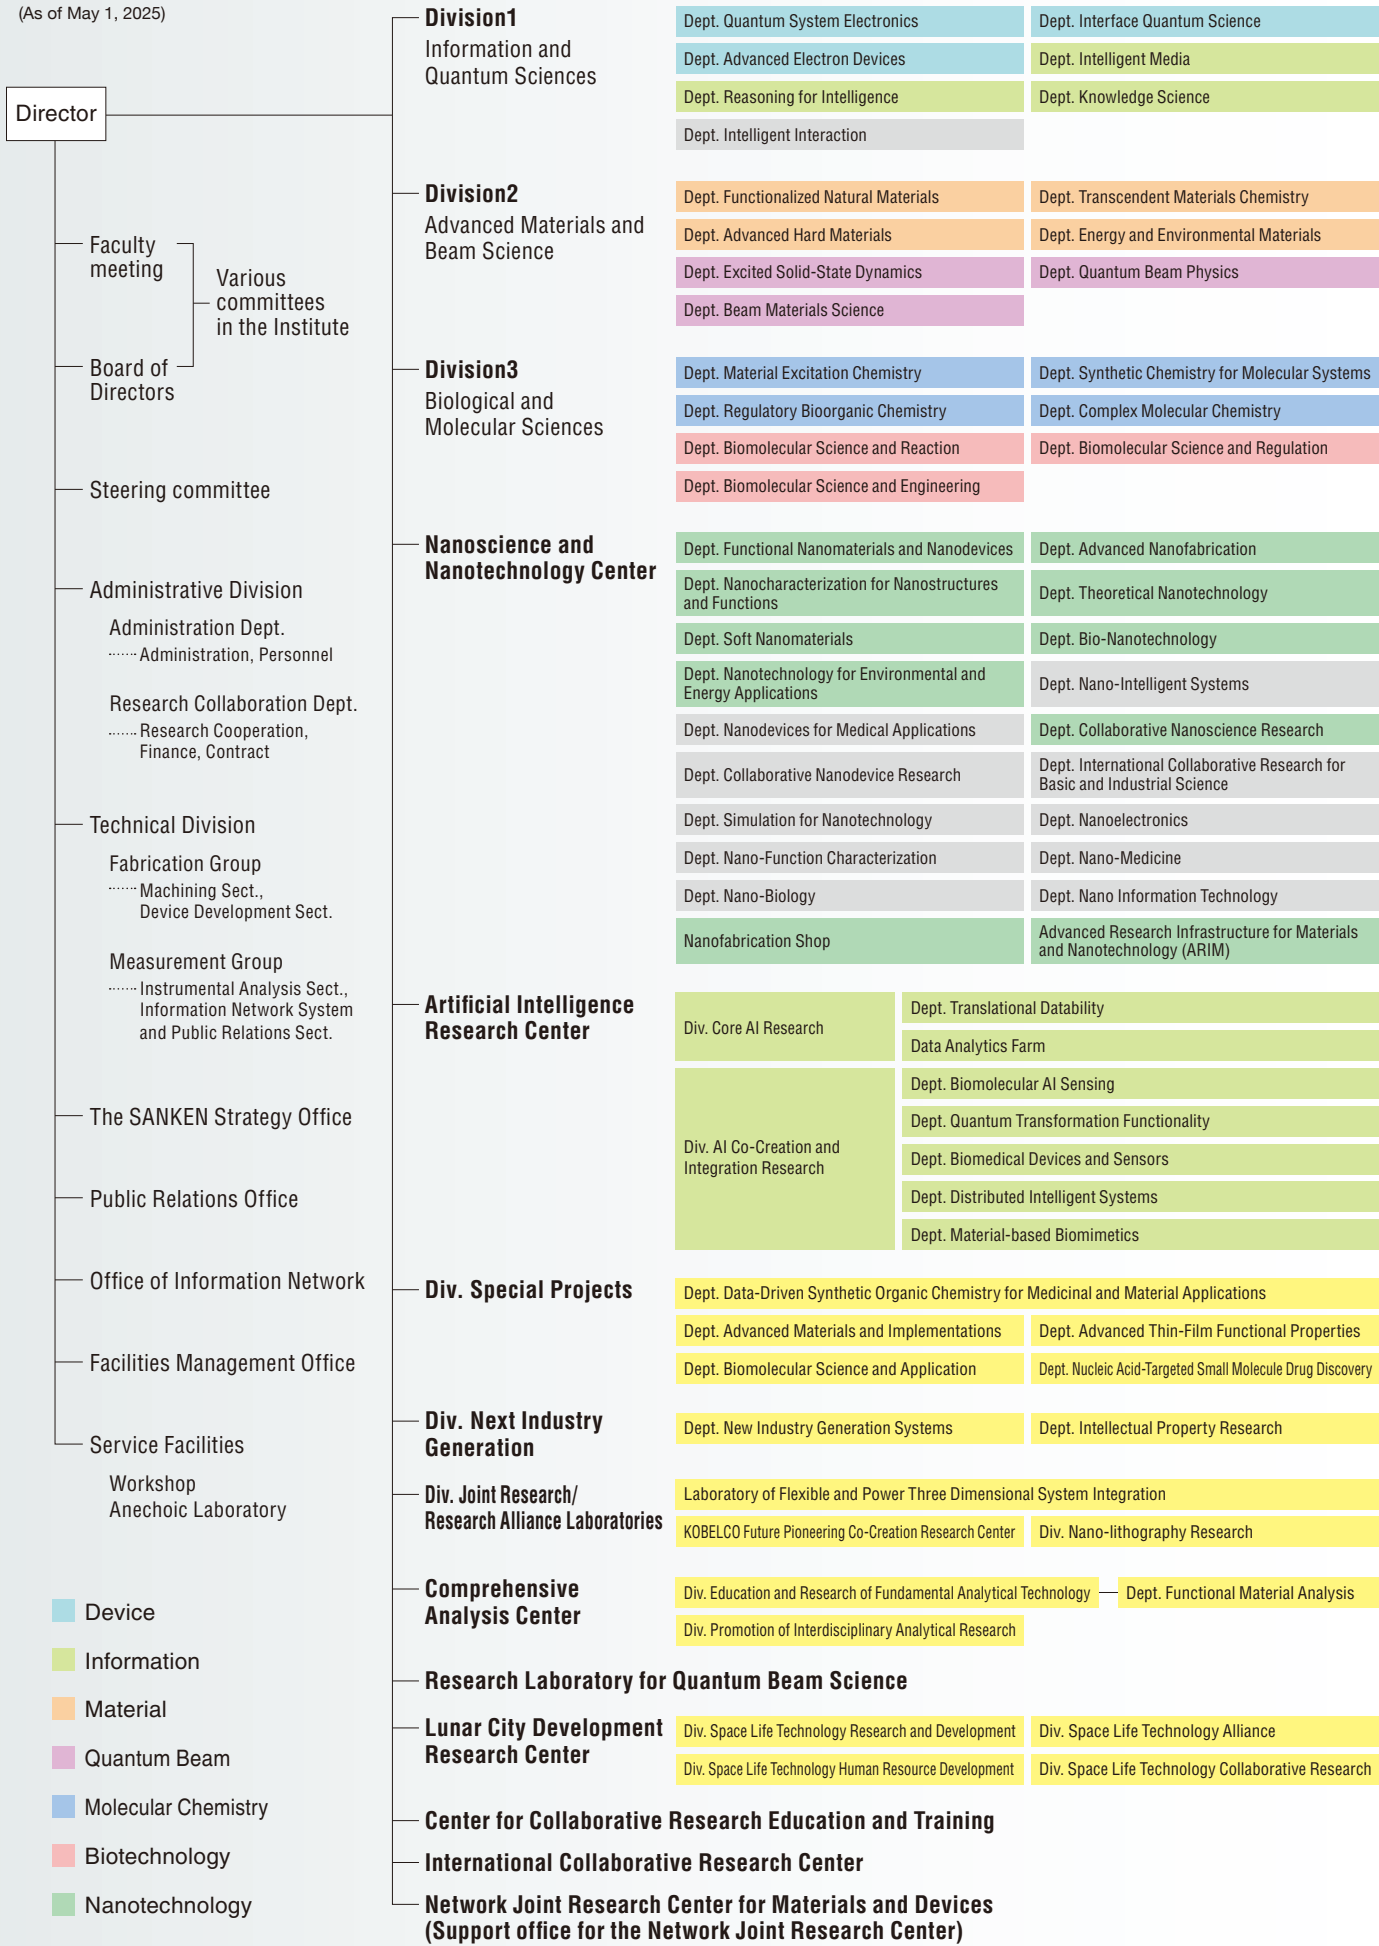 (As of May 1, 2025)
Director
Faculty
meeting
Board of
Directors
Various
committees
in the Institute
Steering committee
Administrative Division
Administration Dept.
Administration, Personnel
Research Collaboration Dept.
Research Cooperation,
Finance, Contract
Technical Division
Fabrication Group
Machining Sect.,
Device Development Sect.
Measurement Group
Instrumental Analysis Sect.,
Information Network System
and Public Relations Sect.
The SANKEN Strategy Office
Public Relations Office
Office of Information Network
Facilities Management Office
Service Facilities
Workshop
Anechoic Laboratory
Device
Information
Material
Quantum Beam
Molecular Chemistry
Biotechnology
Nanotechnology
Division1
Information and
Quantum Sciences
Dept. Quantum System Electronics
Dept. Interface Quantum Science
Dept. Advanced Electron Devices
Dept. Intelligent Media
Dept. Reasoning for Intelligence
Dept. Knowledge Science
Dept. Intelligent Interaction
Division2
Advanced Materials and
Beam Science
Dept. Functionalized Natural Materials
Dept. Transcendent Materials Chemistry
Dept. Advanced Hard Materials
Dept. Energy and Environmental Materials
Dept. Excited Solid-State Dynamics
Dept. Quantum Beam Physics
Dept. Beam Materials Science
Division3
Biological and
Molecular Sciences
Dept. Material Excitation Chemistry
Dept. Synthetic Chemistry for Molecular Systems
Dept. Regulatory Bioorganic Chemistry
Dept. Complex Molecular Chemistry
Dept. Biomolecular Science and Reaction
Dept. Biomolecular Science and Regulation
Dept. Biomolecular Science and Engineering
Nanoscience and
Nanotechnology Center
Dept. Functional Nanomaterials and Nanodevices
Dept. Advanced Nanofabrication
Dept. Nanocharacterization for Nanostructures
and Functions
Dept. Theoretical Nanotechnology
Dept. Soft Nanomaterials
Dept. Bio-Nanotechnology
Dept. Nanotechnology for Environmental and
Energy Applications
Dept. Nano-Intelligent Systems
Dept. Nanodevices for Medical Applications
Dept. Collaborative Nanoscience Research
Dept. Collaborative Nanodevice Research
Dept. International Collaborative Research for
Basic and Industrial Science
Dept. Simulation for Nanotechnology
Dept. Nanoelectronics
Dept. Nano-Function Characterization
Dept. Nano-Medicine
Dept. Nano-Biology
Dept. Nano Information Technology
Nanofabrication Shop
Advanced Research Infrastructure for Materials
and Nanotechnology (ARIM)
Artificial Intelligence
Research Center
Div. Core AI Research
Dept. Translational Datability
Data Analytics Farm
Div. AI Co-Creation and
Integration Research
Dept. Biomolecular AI Sensing
Dept. Quantum Transformation Functionality
Dept. Biomedical Devices and Sensors
Dept. Distributed Intelligent Systems
Dept. Material-based Biomimetics
Div. Special Projects
Dept. Data-Driven Synthetic Organic Chemistry for Medicinal and Material Applications
Dept. Advanced Materials and Implementations
Dept. Advanced Thin-Film Functional Properties
Dept. Biomolecular Science and Application
Dept. Nucleic Acid-Targeted Small Molecule Drug Discovery
Div. Next Industry
Generation
Dept. New Industry Generation Systems
Dept. Intellectual Property Research
Div. Joint Research/
Research Alliance Laboratories
Laboratory of Flexible and Power Three Dimensional System Integration
KOBELCO Future Pioneering Co-Creation Research Center
Div. Nano-lithography Research
Comprehensive
Analysis Center
Div. Education and Research of Fundamental Analytical Technology
Dept. Functional Material Analysis
Div. Promotion of Interdisciplinary Analytical Research
Research Laboratory for Quantum Beam Science
Lunar City Development
Research Center
Div. Space Life Technology Research and Development
Div. Space Life Technology Alliance
Div. Space Life Technology Human Resource Development
Div. Space Life Technology Collaborative Research
Center for Collaborative Research Education and Training
International Collaborative Research Center
Network Joint Research Center for Materials and Devices
(Support office for the Network Joint Research Center)